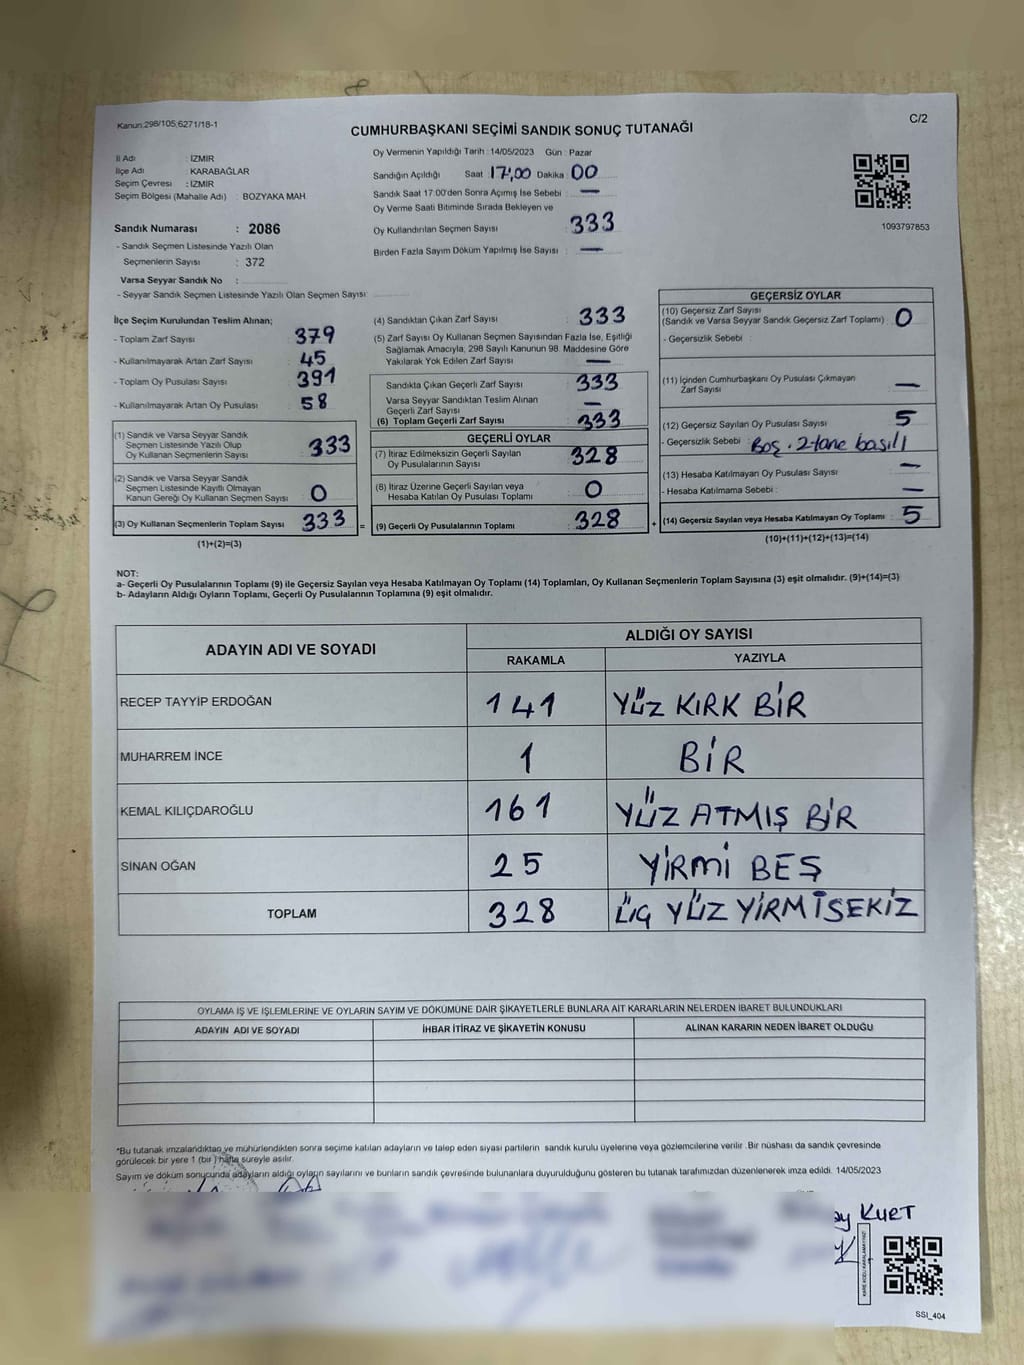 Kanun:298/105,6271/18-1
C/2
CUMHURBAŞKANI SEÇİMİ SANDIK SONUÇ TUTANAĞI
İl Adı : İZMİR
İlçe Adı : KARABAĞLAR
Seçim Çevresi : İZMİR
Seçim Bölgesi (Mahalle Adı) : BOZYAKA MAH
Sandık Numarası : 2086
- Sandık Seçmen Listesinde Yazılı Olan
Seçmenlerin Sayısı : 372
Varsa Seyyar Sandık No :
- Seyyar Sandık Seçmen Listesinde Yazılı Olan Seçmen Sayısı:
Oy Vermenin Yapıldığı Tarih :14/05/2023 Gün : Pazar
Sandığın Açıldığı Saat 17:00 Dakika 00
Sandık Saat 17:00'den Sonra Açımış İse Sebebi : —
Oy Verme Saati Bitiminde Sırada Bekleyen ve
Oy Kullandırılan Seçmen Sayısı : 333
Birden Fazla Sayım Döküm Yapılmış İse Sayısı : —
1093797853
İlçe Seçim Kurulundan Teslim Alınan;
- Toplam Zarf Sayısı : 379
- Kullanılmayarak Artan Zarf Sayısı : 45
- Toplam Oy Pusulası Sayısı : 391
- Kullanılmayarak Artan Oy Pusulası : 58
(1) Sandık ve Varsa Seyyar Sandık
Seçmen Listesinde Yazılı Olup
Oy Kullanan Seçmenlerin Sayısı : 333
(2) Sandık ve Varsa Seyyar Sandık
Seçmen Listesinde Kayıtlı Olmayan
Kanun Gereği Oy Kullanan Seçmen Sayısı : 0
(3) Oy Kullanan Seçmenlerin Toplam Sayısı : 333 =
(1)+(2)=(3)
(4) Sandıktan Çıkan Zarf Sayısı : 333
(5) Zarf Sayısı Oy Kullanan Seçmen Sayısından Fazla İse, Eşitliği
Sağlamak Amacıyla, 298 Sayılı Kanunun 98. Maddesine Göre
Yakılarak Yok Edilen Zarf Sayısı : —
Sandıkta Çıkan Geçerli Zarf Sayısı : 333
Varsa Seyyar Sandıktan Teslim Alınan
Geçerli Zarf Sayısı : —
(6) Toplam Geçerli Zarf Sayısı : 333
GEÇERLİ OYLAR
(7) İtiraz Edilmeksizin Geçerli Sayılan
Oy Pusulalarının Sayısı : 328
(8) İtiraz Üzerine Geçerli Sayılan veya
Hesaba Katılan Oy Pusulası Toplamı : 0
(9) Geçerli Oy Pusulalarının Toplamı : 328 +
GEÇERSİZ OYLAR
(10) Geçersiz Zarf Sayısı
(Sandık ve Varsa Seyyar Sandık Geçersiz Zarf Toplamı) : 0
- Geçersizlik Sebebi :
(11) İçinden Cumhurbaşkanı Oy Pusulası Çıkmayan
Zarf Sayısı : —
(12) Geçersiz Sayılan Oy Pusulası Sayısı : 5
- Geçersizlik Sebebi : Boş . 2 tane basılı
(13) Hesaba Katılmayan Oy Pusulası Sayısı : —
- Hesaba Katılmama Sebebi : —
(14) Geçersiz Sayılan veya Hesaba Katılmayan Oy Toplamı : 5
(10)+(11)+(12)+(13)=(14)
NOT:
a- Geçerli Oy Pusulalarının Toplamı (9) ile Geçersiz Sayılan veya Hesaba Katılmayan Oy Toplamı (14) Toplamları, Oy Kullanan Seçmenlerin Toplam Sayısına (3) eşit olmalıdır. (9)+(14)=(3)
b- Adayların Aldığı Oyların Toplamı, Geçerli Oy Pusulalarının Toplamına (9) eşit olmalıdır.
ADAYIN ADI VE SOYADI
ALDIĞI OY SAYISI
RAKAMLA YAZIYLA
RECEP TAYYİP ERDOĞAN 141 YÜZ KIRK BİR
MUHARREM İNCE 1 BİR
KEMAL KILIÇDAROĞLU 161 YÜZ ATMIŞ BİR
SİNAN OĞAN 25 YİRMİ BEŞ
TOPLAM 328 ÜÇ YÜZ YİRMİSEKİZ
OYLAMA İŞ VE İŞLEMLERİNE VE OYLARIN SAYIM VE DÖKÜMÜNE DAİR ŞİKAYETLERLE BUNLARA AİT KARARLARIN NELERDEN İBARET BULUNDUKLARI
ADAYIN ADI VE SOYADI İHBAR İTİRAZ VE ŞİKAYETİN KONUSU ALINAN KARARIN NEDEN İBARET OLDUĞU
*Bu tutanak imzalandıktan ve mühürlendikten sonra seçime katılan adayların ve talep eden siyasi partilerin sandık kurulu üyelerine veya gözlemcilerine verilir .Bir nüshası da sandık çevresinde
görülecek bir yere 1 (bir ) hafta süreyle asılır.
Sayım ve döküm sonucunda adayların aldığı oyların sayılarını ve bunların sandık çevresinde bulunanlara duyurulduğunu gösteren bu tutanak tarafımızdan düzenlenerek imza edildi. 14/05/2023
KURT
SSI_404